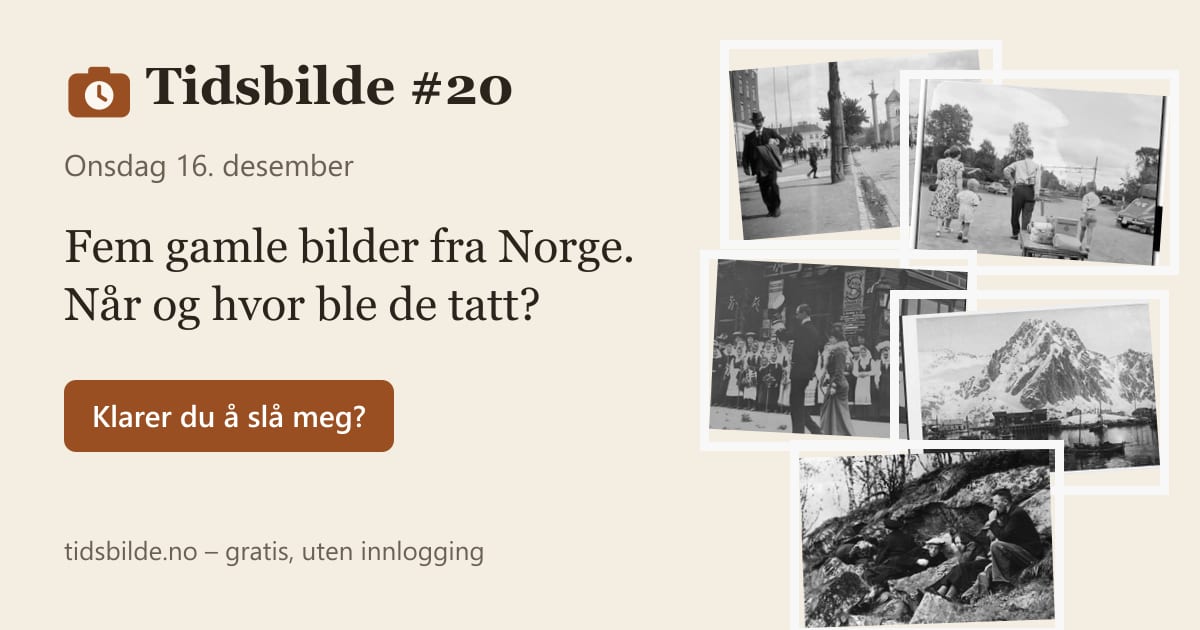 Tidsbilde #20
Onsdag 16. desember
Fem gamle bilder fra Norge.
Når og hvor ble de tatt?
Klarer du å slå meg?
tidsbilde.no – gratis, uten innlogging